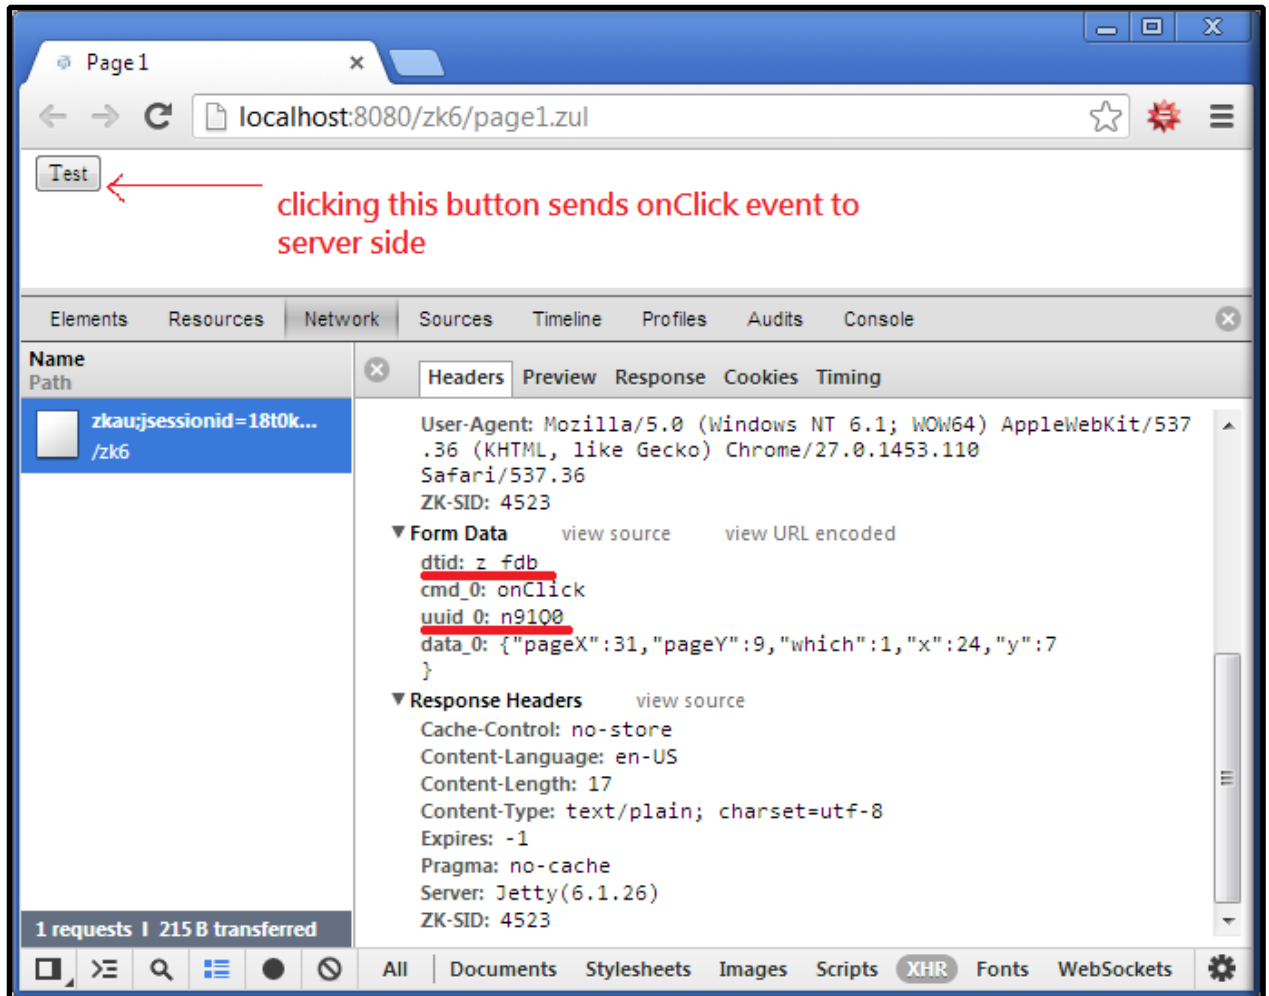 Page1
localhost:8080/zk6/page1.zul
Test
clicking this button sends onClick event to
server side
Elements Resources Network Sources Timeline Profiles Audits Console
Name
Path
Headers Preview Response Cookies Timing
zkau;jsessionid=18t0k...
/zk6
User-Agent: Mozilla/5.0 (Windows NT 6.1; WOW64) AppleWebKit/537
.36 (KHTML, like Gecko) Chrome/27.0.1453.110
Safari/537.36
ZK-SID: 4523
Form Data view source view URL encoded
dtid: z_fdb
cmd_0: onClick
uuid_0: n91Q0
data_0: {"pageX":31,"pageY":9,"which":1,"x":24,"y":7
}
Response Headers view source
Cache-Control: no-store
Content-Language: en-US
Content-Length: 17
Content-Type: text/plain; charset=utf-8
Expires: -1
Pragma: no-cache
Server: Jetty(6.1.26)
ZK-SID: 4523
1 requests | 215 B transferred
All Documents Stylesheets Images Scripts XHR Fonts WebSockets